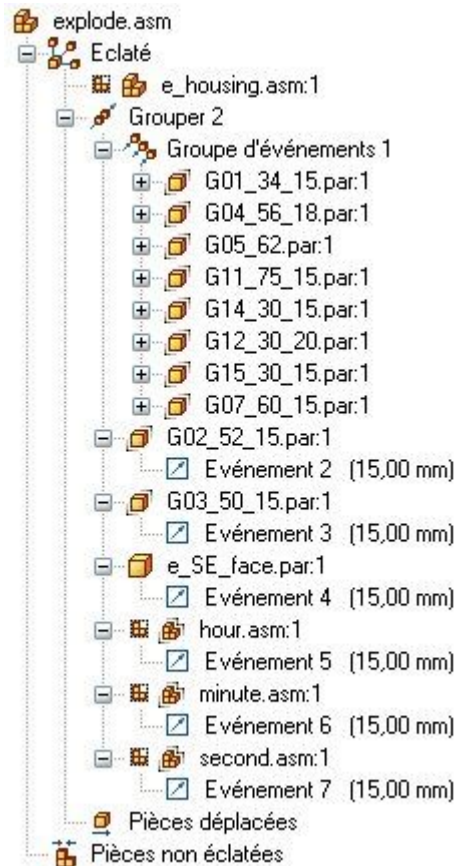 explode.asm
Eclaté
e_housing.asm:1
Grouper 2
Groupe d'événements 1
G01_34_15.par:1
G04_56_18.par:1
G05_62.par:1
G11_75_15.par:1
G14_30_15.par:1
G12_30_20.par:1
G15_30_15.par:1
G07_60_15.par:1
G02_52_15.par:1
Evénement 2 (15,00 mm)
G03_50_15.par:1
Evénement 3 (15,00 mm)
e_SE_face.par:1
Evénement 4 (15,00 mm)
hour.asm:1
Evénement 5 (15,00 mm)
minute.asm:1
Evénement 6 (15,00 mm)
second.asm:1
Evénement 7 (15,00 mm)
Pièces déplacées
Pièces non éclatées